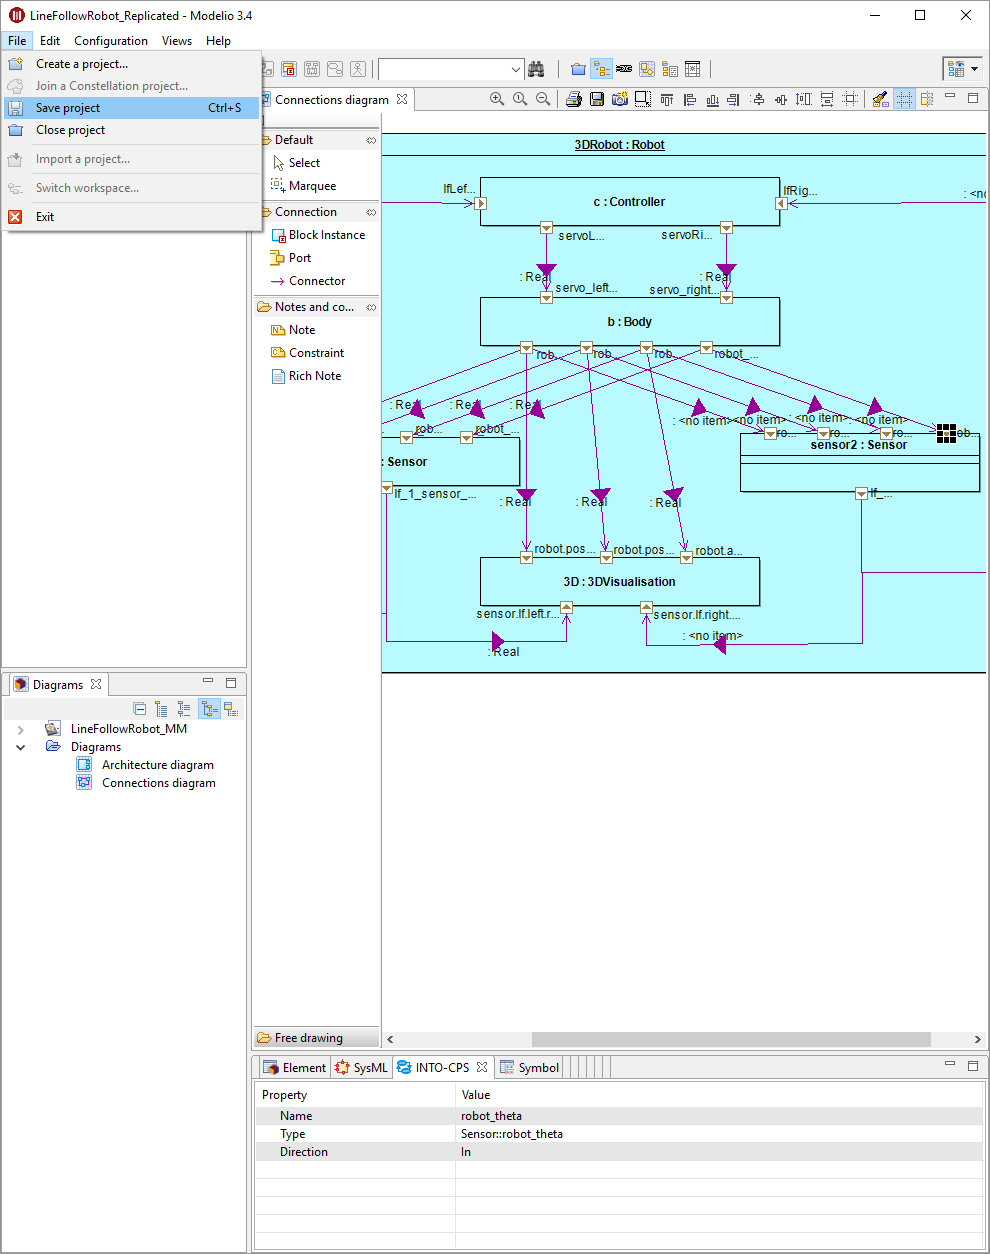 LineFollowRobot_Replicated - Modelio 3.4
File Edit Configuration Views Help
Create a project...
Join a Constellation project...
Save project Ctrl+S
Close project
Import a project...
Switch workspace...
Exit
Connections diagram
Default
Select
Marquee
Connection
Block Instance
Port
Connector
Notes and co...
Note
Constraint
Rich Note
Free drawing
3DRobot : Robot
lfLef...
c : Controller
lfRig...
: <no
servoL...
servoRi...
: Real
: Real
servo_left...
servo_right...
b : Body
rob...
rob...
rob...
robot_...
: Real
: Real
: Real
: <no item>
<no item>
: <no item>
: <no item>
_rob...
_robot_...
ro...
ro...
ro...
ob...
: Sensor
sensor2 : Sensor
lf_1_sensor_...
lf_...
: Real
: Real
: Real
robot.pos...
robot.pos...
robot.a...
3D : 3DVisualisation
sensor.lf.left.r...
sensor.lf.right....
: Real
: <no item>
Diagrams
LineFollowRobot_MM
Diagrams
Architecture diagram
Connections diagram
Element SysML INTO-CPS Symbol
Property Value
Name robot_theta
Type Sensor::robot_theta
Direction In